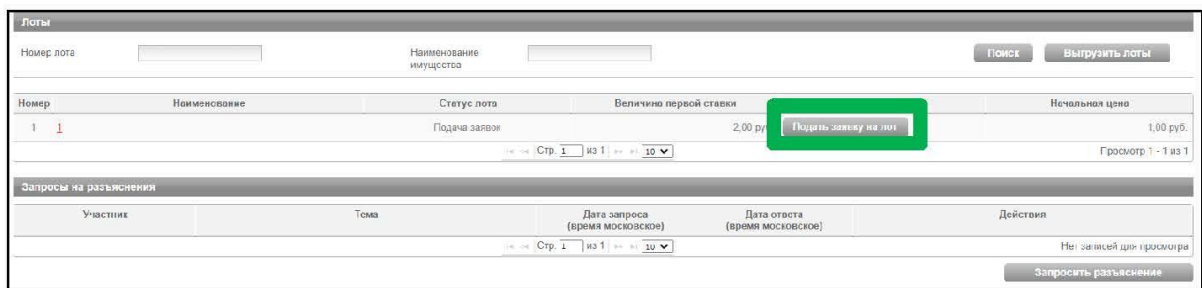 Лоты
Номер лота Наименование имущества Поиск Выгрузить лоты
Номер Наименование Статус лота Величина первой ставки Начальная цена
1 1 Подача заявок 2,00 ру Подать заявку на лот 1,00 руб.
Стр. 1 из 1 10 Просмотр 1 - 1 из 1
Запросы на разъяснения
Участник Тема Дата запроса (время московское) Дата ответа (время московское) Действия
Стр. 1 из 1 10 Нет записей для просмотра
Запросить разъяснение